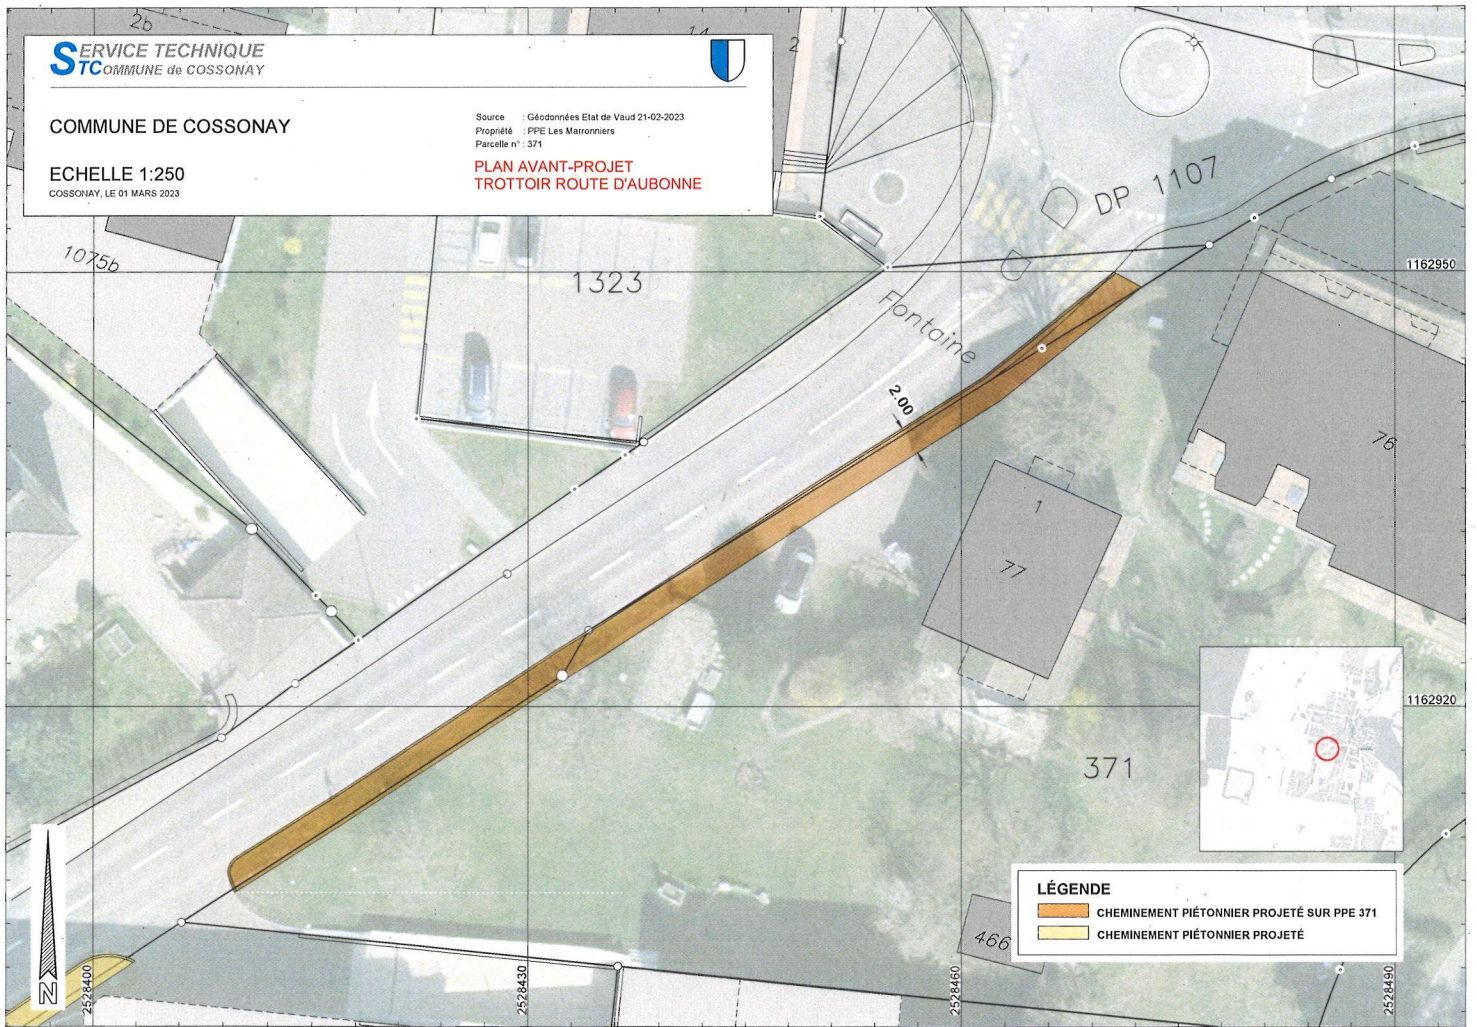 2b
14
2
SERVICE TECHNIQUE
STCOMMUNE de COSSONAY
COMMUNE DE COSSONAY
ECHELLE 1:250
COSSONAY, LE 01 MARS 2023
Source : Géodonnées Etat de Vaud 21-02-2023
Propriété : PPE Les Marronniers
Parcelle n° : 371
PLAN AVANT-PROJET
TROTTOIR ROUTE D'AUBONNE
DP 1107
1075b
1323
1162950
Fontaine
2.00
76
1
77
1162920
371
LÉGENDE
CHEMINEMENT PIÉTONNIER PROJETÉ SUR PPE 371
CHEMINEMENT PIÉTONNIER PROJETÉ
466
N
2528400
2528430
2528460
2528490